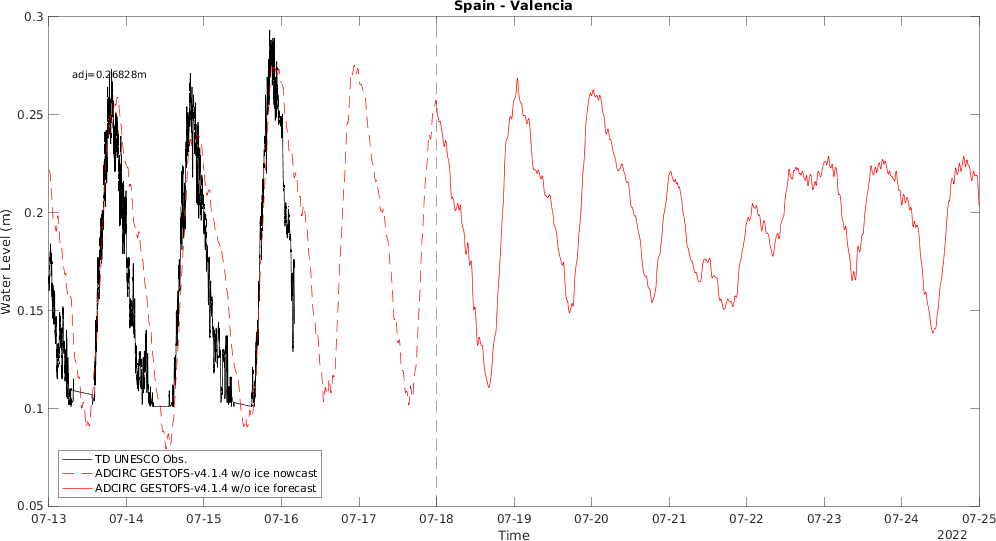 Spain - Valencia
0.3
0.25
0.2
0.15
0.1
0.05
Water Level (m)
adj=0.26828m
TD UNESCO Obs.
ADCIRC GESTOFS-v4.1.4 w/o ice nowcast
ADCIRC GESTOFS-v4.1.4 w/o ice forecast
07-13 07-14 07-15 07-16 07-17 07-18 07-19 07-20 07-21 07-22 07-23 07-24 07-25
Time
2022